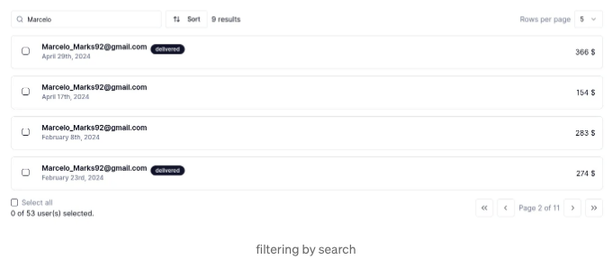 Marcelo Sort 9 results Rows per page 5
Marcelo_Marks92@gmail.com delivered
April 29th, 2024
366 $
Marcelo_Marks92@gmail.com
April 17th, 2024
154 $
Marcelo_Marks92@gmail.com
February 8th, 2024
283 $
Marcelo_Marks92@gmail.com delivered
February 23rd, 2024
274 $
Select all
0 of 53 user(s) selected.
Page 2 of 11
filtering by search